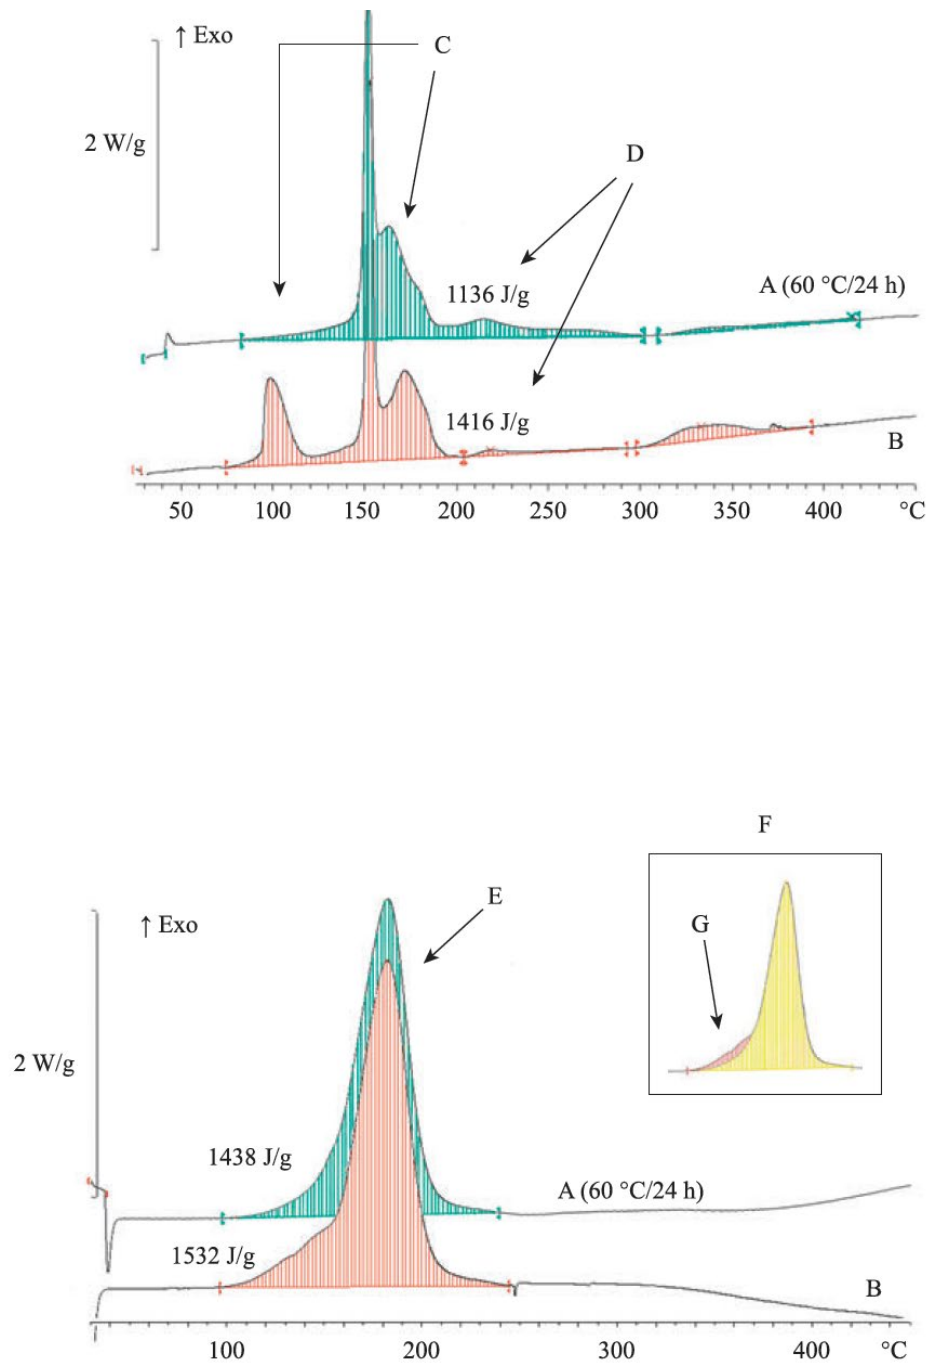 ↑ Exo
C
2 W/g
D
1136 J/g
A (60 °C/24 h)
1416 J/g
B
50 100 150 200 250 300 350 400 °C
F
↑ Exo
E
G
2 W/g
1438 J/g
A (60 °C/24 h)
1532 J/g
B
100 200 300 400 °C